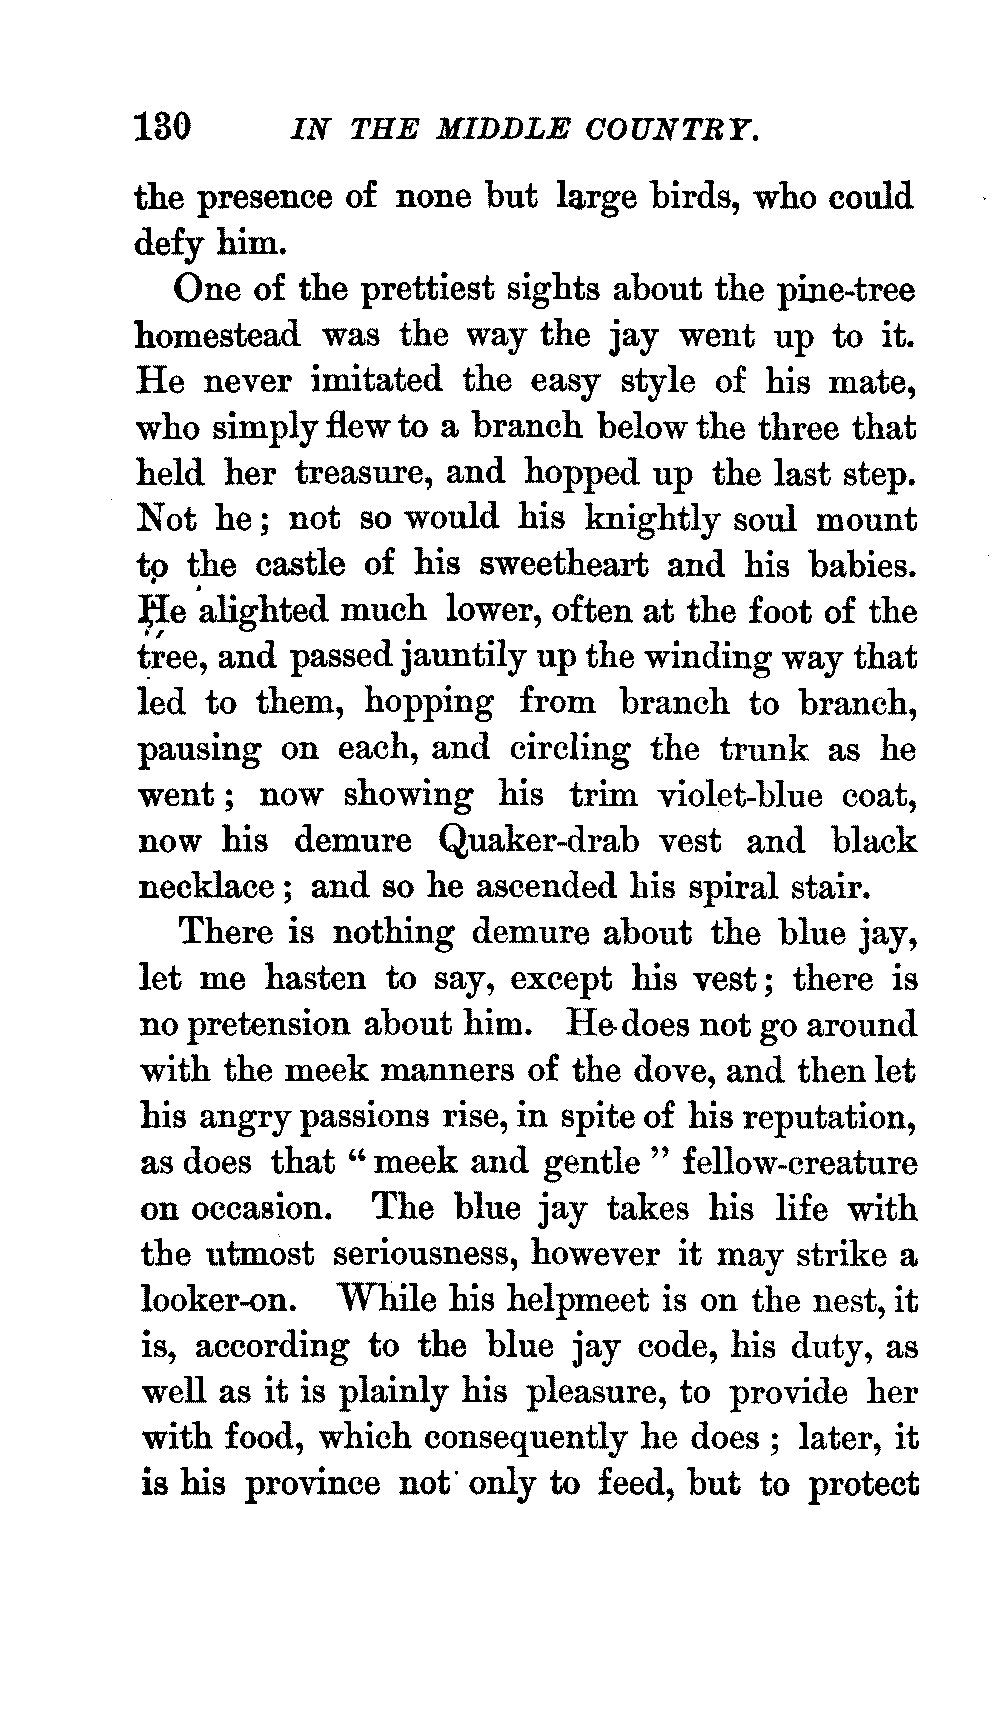 130 IN THE MIDDLE COUNTRY.
the presence of none but large birds, who could
defy him.
One of the prettiest sights about the pine-tree
homestead was the way the jay went up to it.
He never imitated the easy style of his mate,
who simply flew to a branch below the three that
held her treasure, and hopped up the last step.
Not he; not so would his knightly soul mount
to the castle of his sweetheart and his babies.
He alighted much lower, often at the foot of the
tree, and passed jauntily up the winding way that
led to them, hopping from branch to branch,
pausing on each, and circling the trunk as he
went; now showing his trim violet-blue coat,
now his demure Quaker-drab vest and black
necklace; and so he ascended his spiral stair.
There is nothing demure about the blue jay,
let me hasten to say, except his vest; there is
no pretension about him. He does not go around
with the meek manners of the dove, and then let
his angry passions rise, in spite of his reputation,
as does that "meek and gentle" fellow-creature
on occasion. The blue jay takes his life with
the utmost seriousness, however it may strike a
looker-on. While his helpmeet is on the nest, it
is, according to the blue jay code, his duty, as
well as it is plainly his pleasure, to provide her
with food, which consequently he does; later, it
is his province not only to feed, but to protect